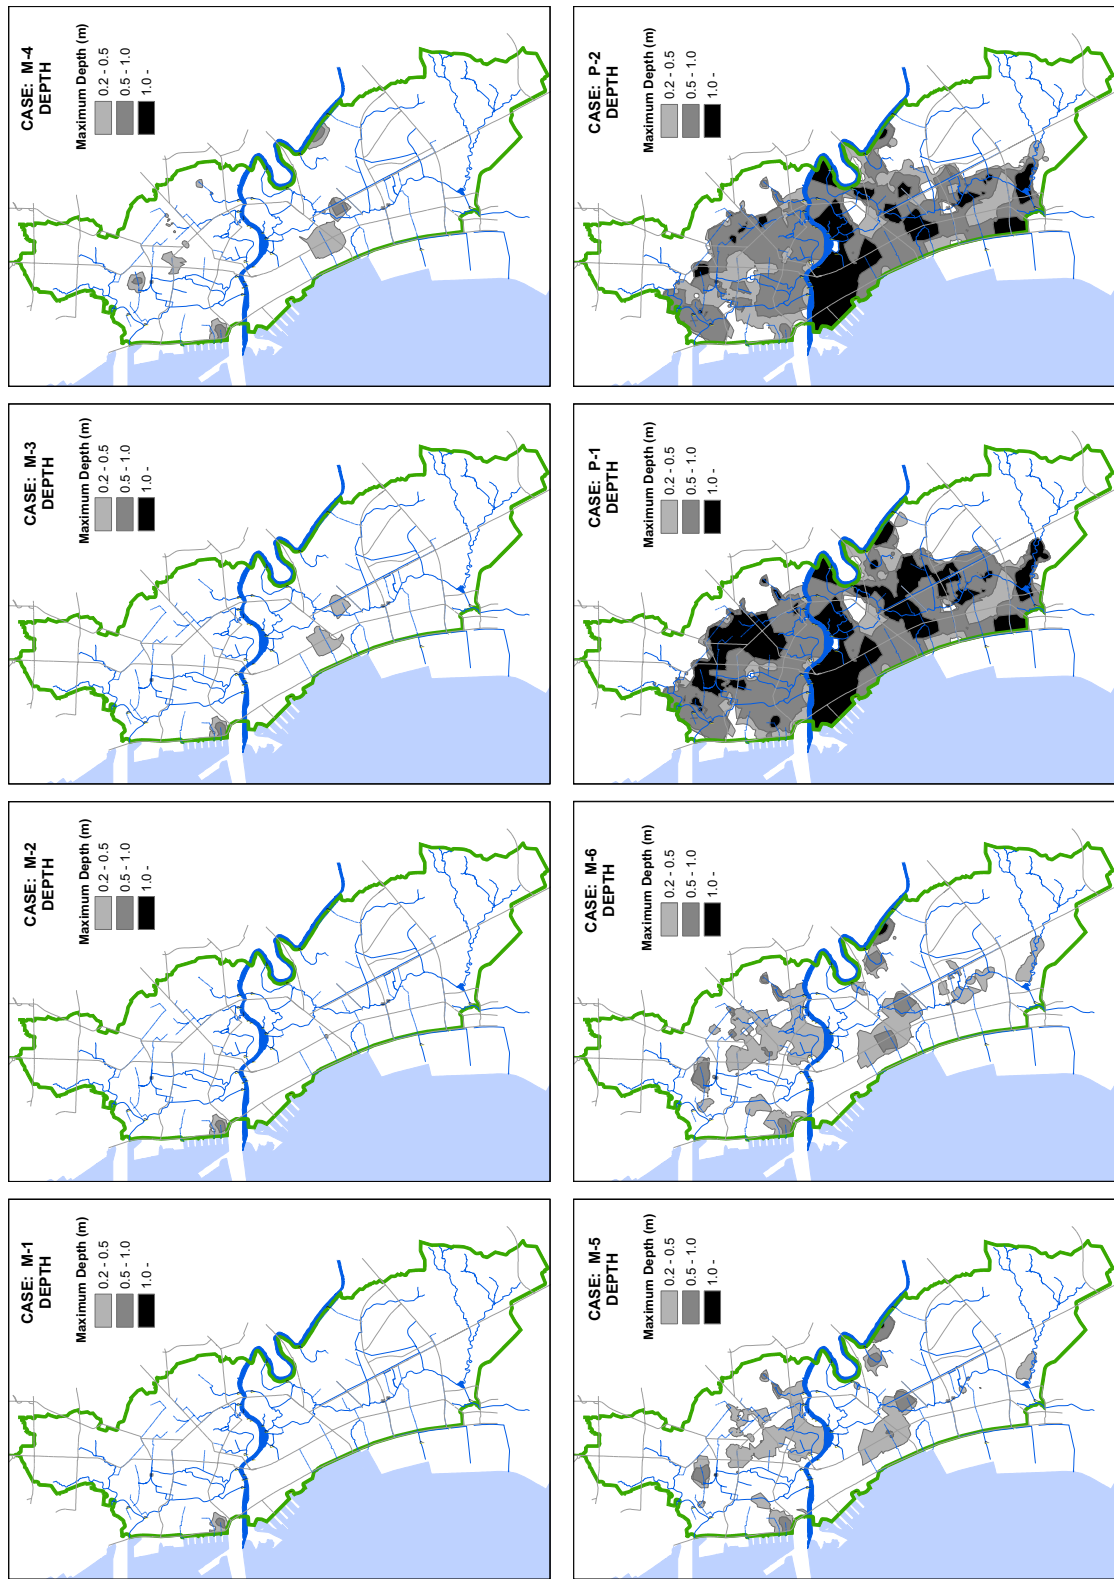 CASE: M-1
DEPTH
Maximum Depth (m)
0.2 - 0.5
0.5 - 1.0
1.0 -
CASE: M-2
DEPTH
Maximum Depth (m)
0.2 - 0.5
0.5 - 1.0
1.0 -
CASE: M-3
DEPTH
Maximum Depth (m)
0.2 - 0.5
0.5 - 1.0
1.0 -
CASE: M-4
DEPTH
Maximum Depth (m)
0.2 - 0.5
0.5 - 1.0
1.0 -
CASE: M-5
DEPTH
Maximum Depth (m)
0.2 - 0.5
0.5 - 1.0
1.0 -
CASE: M-6
DEPTH
Maximum Depth (m)
0.2 - 0.5
0.5 - 1.0
1.0 -
CASE: P-1
DEPTH
Maximum Depth (m)
0.2 - 0.5
0.5 - 1.0
1.0 -
CASE: P-2
DEPTH
Maximum Depth (m)
0.2 - 0.5
0.5 - 1.0
1.0 -